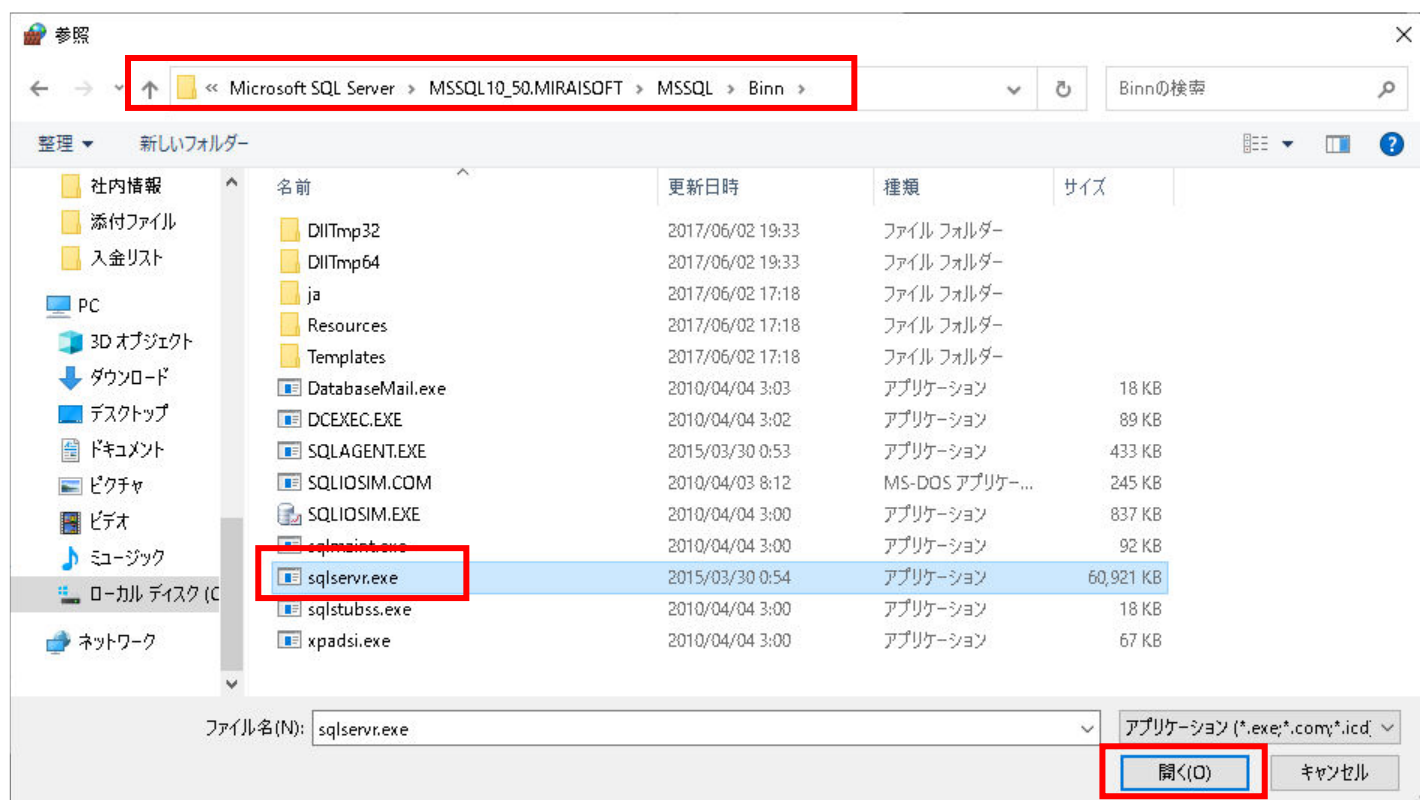 参照
« Microsoft SQL Server › MSSQL10_50.MIRAISOFT › MSSQL › Binn › Binnの検索
整理 新しいフォルダー
社内情報
添付ファイル
入金リスト
PC
3D オブジェクト
ダウンロード
デスクトップ
ドキュメント
ピクチャ
ビデオ
ミュージック
ローカル ディスク (C
ネットワーク
名前 更新日時 種類 サイズ
DllTmp32 2017/06/02 19:33 ファイル フォルダー
DllTmp64 2017/06/02 19:33 ファイル フォルダー
ja 2017/06/02 17:18 ファイル フォルダー
Resources 2017/06/02 17:18 ファイル フォルダー
Templates 2017/06/02 17:18 ファイル フォルダー
DatabaseMail.exe 2010/04/04 3:03 アプリケーション 18 KB
DCEXEC.EXE 2010/04/04 3:02 アプリケーション 89 KB
SQLAGENT.EXE 2015/03/30 0:53 アプリケーション 433 KB
SQLIOSIM.COM 2010/04/03 8:12 MS-DOS アプリケー... 245 KB
SQLIOSIM.EXE 2010/04/04 3:00 アプリケーション 837 KB
sqlmaint.exe 2010/04/04 3:00 アプリケーション 92 KB
sqlservr.exe 2015/03/30 0:54 アプリケーション 60,921 KB
sqlstubss.exe 2010/04/04 3:00 アプリケーション 18 KB
xpadsi.exe 2010/04/04 3:00 アプリケーション 67 KB
ファイル名(N): sqlservr.exe アプリケーション (*.exe;*.com;*.icd)
開く(O) キャンセル